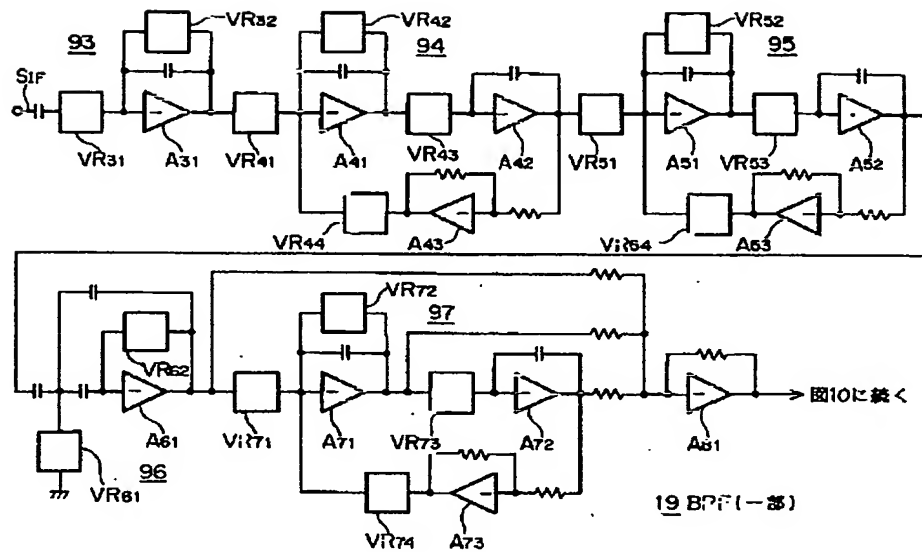 93
VR32
SIF
VR31
A31
VR41
VR42
94
A41
VR43
A42
VR44
A43
VR51
VR52
95
A51
VR53
A52
VR54
A53
VR62
A61
VR61
96
VR71
VR72
97
A71
VR73
A72
VR74
A73
A81
図10に続く
19 BPF(一部)